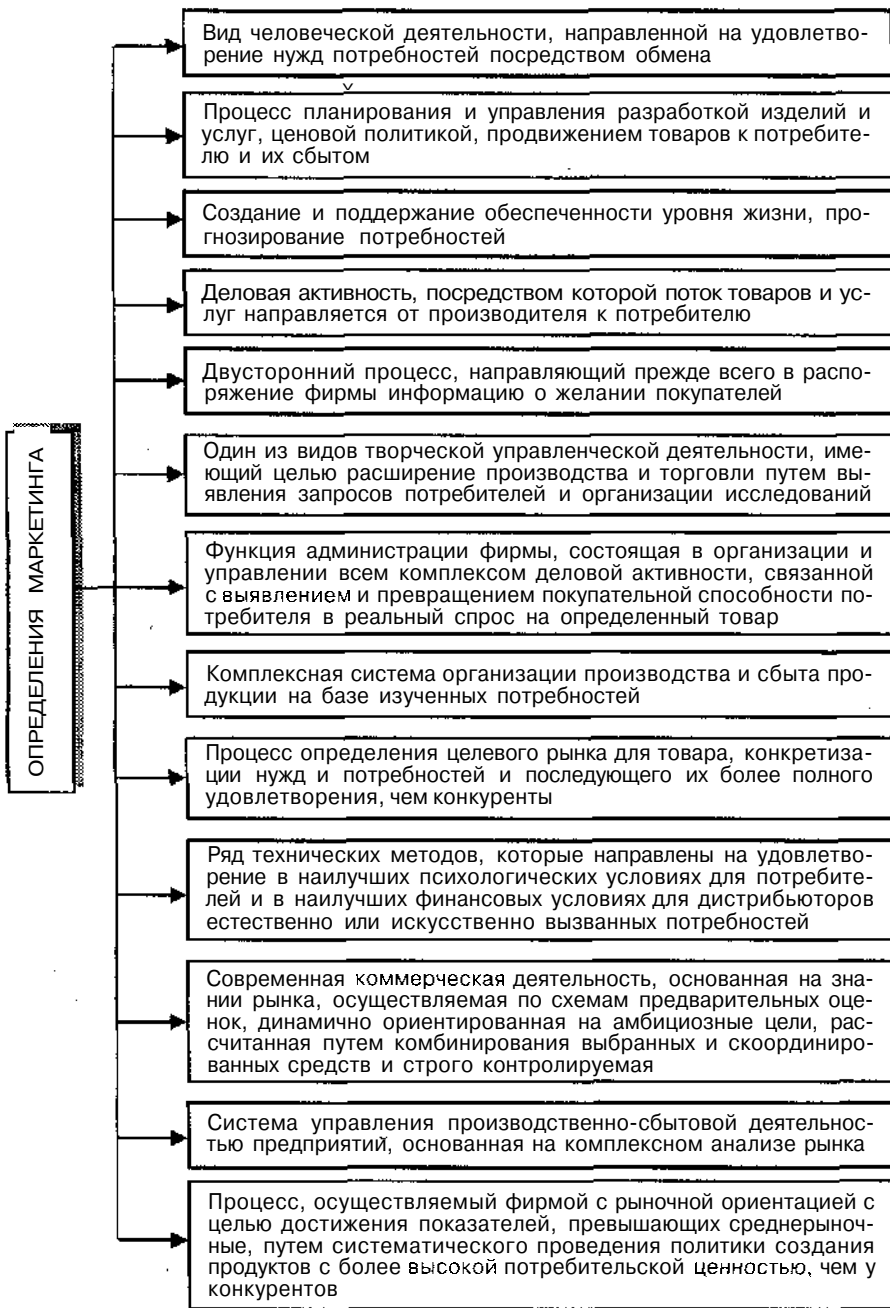 Вид человеческой деятельности, направленной на удовлетво-
рение нужд потребностей посредством обмена
Процесс планирования и управления разработкой изделий и
услуг, ценовой политикой, продвижением товаров к потребите-
лю и их сбытом
Создание и поддержание обеспеченности уровня жизни, про-
гнозирование потребностей
Деловая активность, посредством которой поток товаров и ус-
луг направляется от производителя к потребителю
Двусторонний процесс, направляющий прежде всего в распо-
ряжение фирмы информацию о желании покупателей
ОПРЕДЕЛЕНИЯ МАРКЕТИНГА
Один из видов творческой управленческой деятельности, име-
ющий целью расширение производства и торговли путем вы-
явления запросов потребителей и организации исследований
Функция администрации фирмы, состоящая в организации и
управлении всем комплексом деловой активности, связанной
с выявлением и превращением покупательной способности по-
требителя в реальный спрос на определенный товар
Комплексная система организации производства и сбыта про-
дукции на базе изученных потребностей
Процесс определения целевого рынка для товара, конкретиза-
ции нужд и потребностей и последующего их более полного
удовлетворения, чем конкуренты
Ряд технических методов, которые направлены на удовлетво-
рение в наилучших психологических условиях для потребите-
лей и в наилучших финансовых условиях для дистрибьюторов
естественно или искусственно вызванных потребностей
Современная коммерческая деятельность, основанная на зна-
нии рынка, осуществляемая по схемам предварительных оце-
нок, динамично ориентированная на амбициозные цели, рас-
считанная путем комбинирования выбранных и скоординиро-
ванных средств и строго контролируемая
Система управления производственно-сбытовой деятельнос-
тью предприятий, основанная на комплексном анализе рынка
Процесс, осуществляемый фирмой с рыночной ориентацией с
целью достижения показателей, превышающих среднерыноч-
ные, путем систематического проведения политики создания
продуктов с более высокой потребительской ценностью, чем у
конкурентов